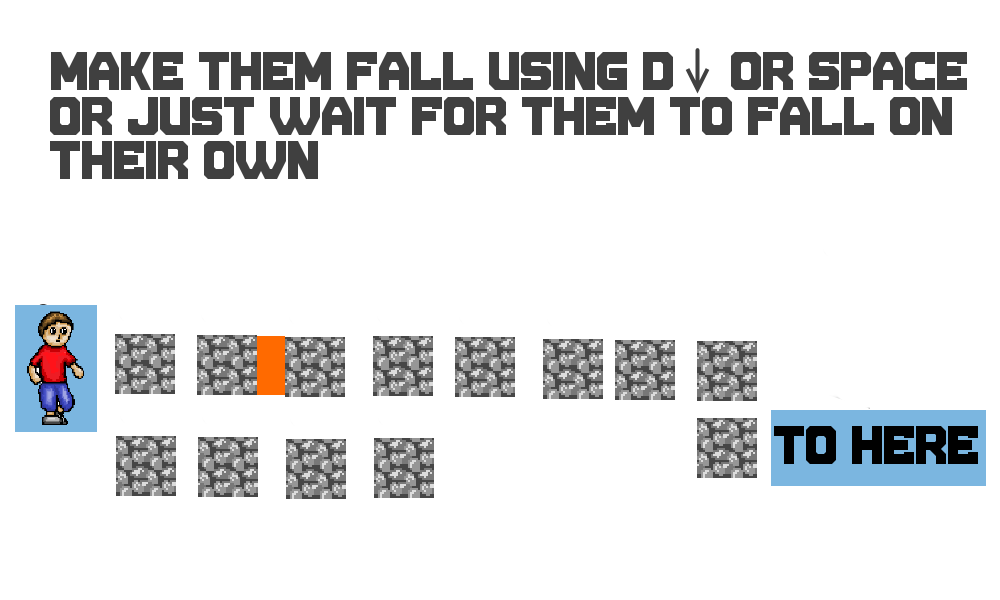 MAKE THEM FALL USING D ↓ OR SPACE
OR JUST WAIT FOR THEM TO FALL ON
THEIR OWN
TO HERE